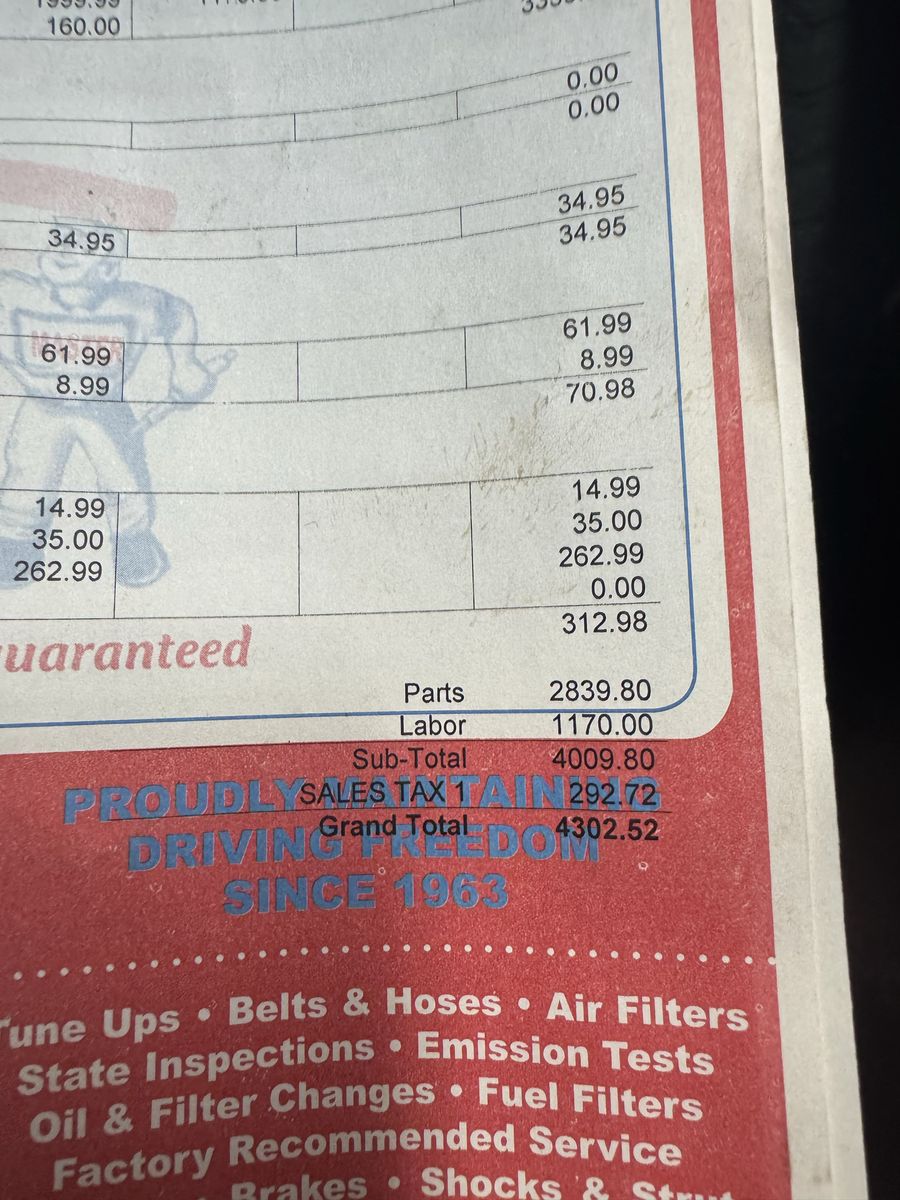 160.00
0.00
0.00
34.95
34.95 34.95
61.99
61.99 8.99
8.99 70.98
MASTER
14.99 14.99
35.00 35.00
262.99 262.99
0.00
312.98
uaranteed
Parts 2839.80
Labor 1170.00
Sub-Total 4009.80
SALES TAX 1 292.72
Grand Total 4302.52
PROUDLY MAINTAINING
DRIVING FREEDOM
SINCE 1963
Tune Ups • Belts & Hoses • Air Filters
State Inspections • Emission Tests
Oil & Filter Changes • Fuel Filters
Factory Recommended Service
Brakes • Shocks & Strut